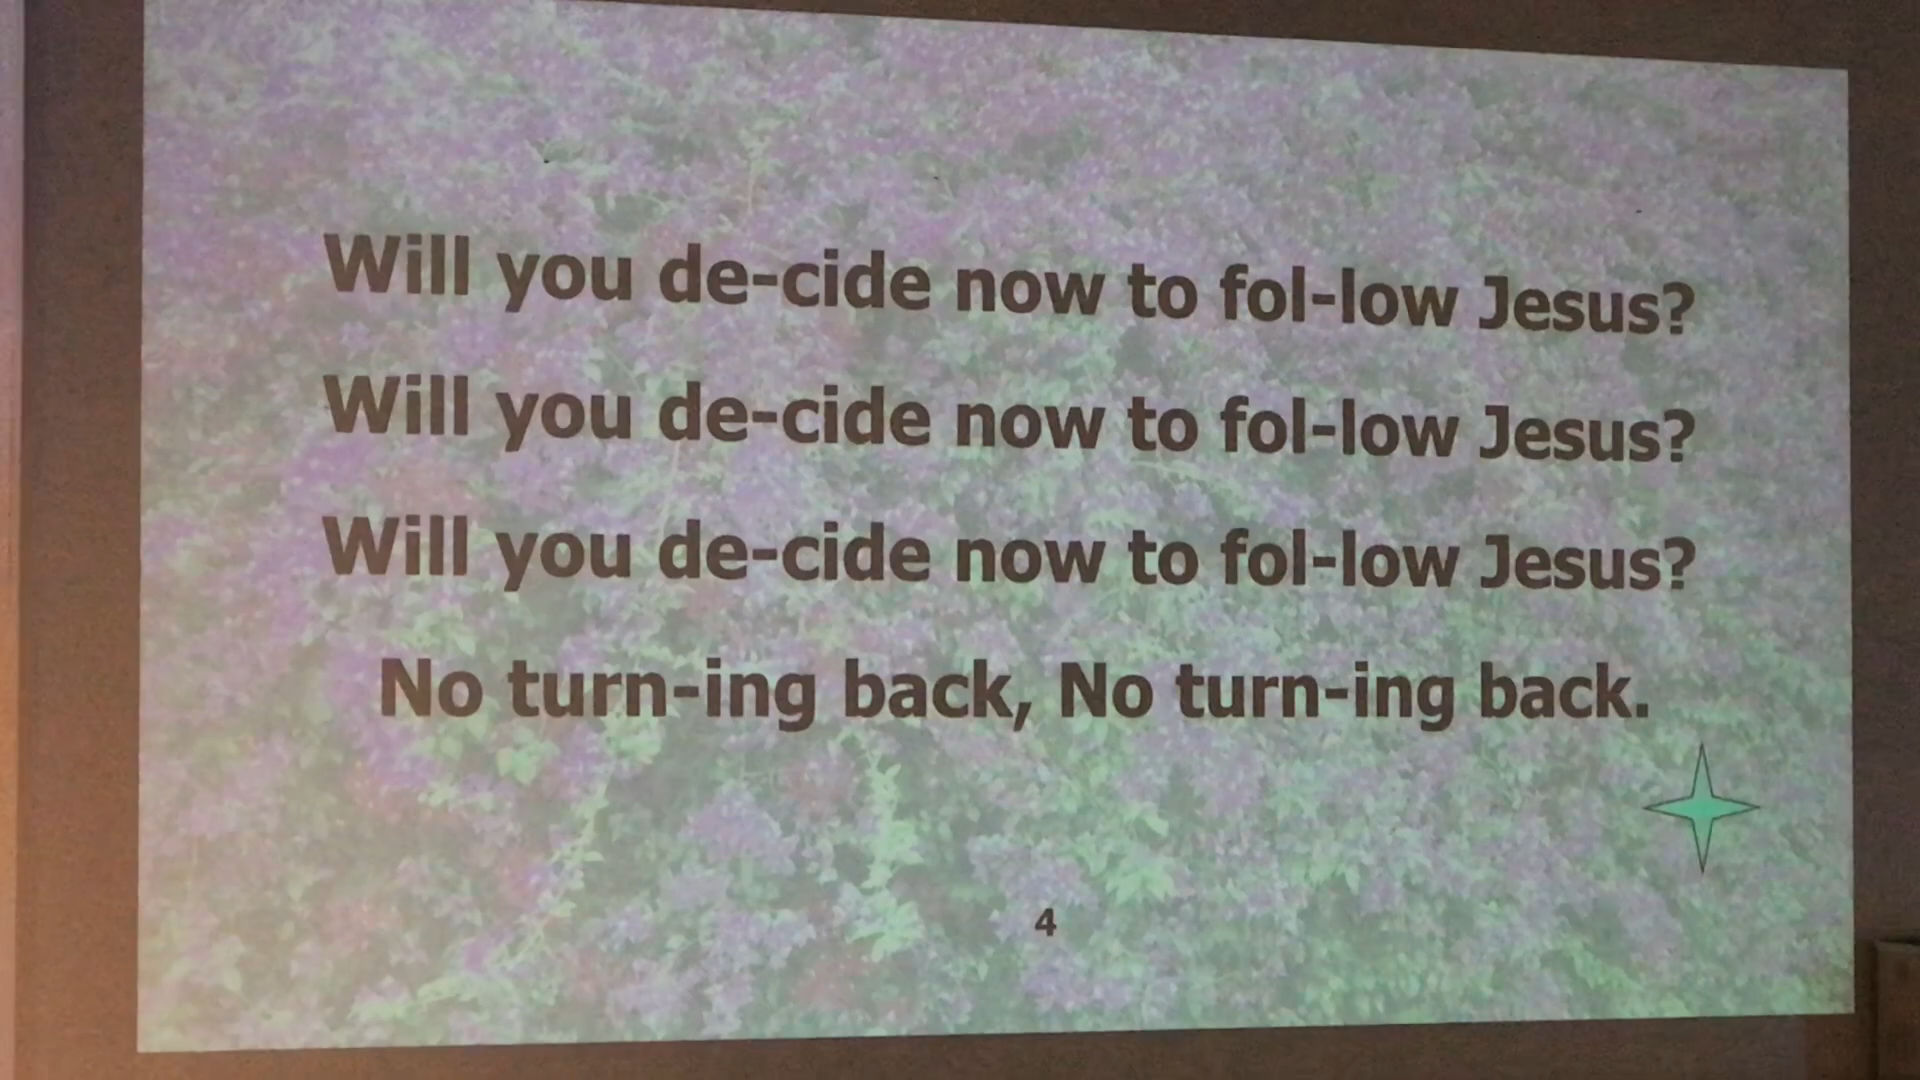 Will you de-cide now to fol-low Jesus?
Will you de-cide now to fol-low Jesus?
Will you de-cide now to fol-low Jesus?
No turn-ing back, No turn-ing back.
4